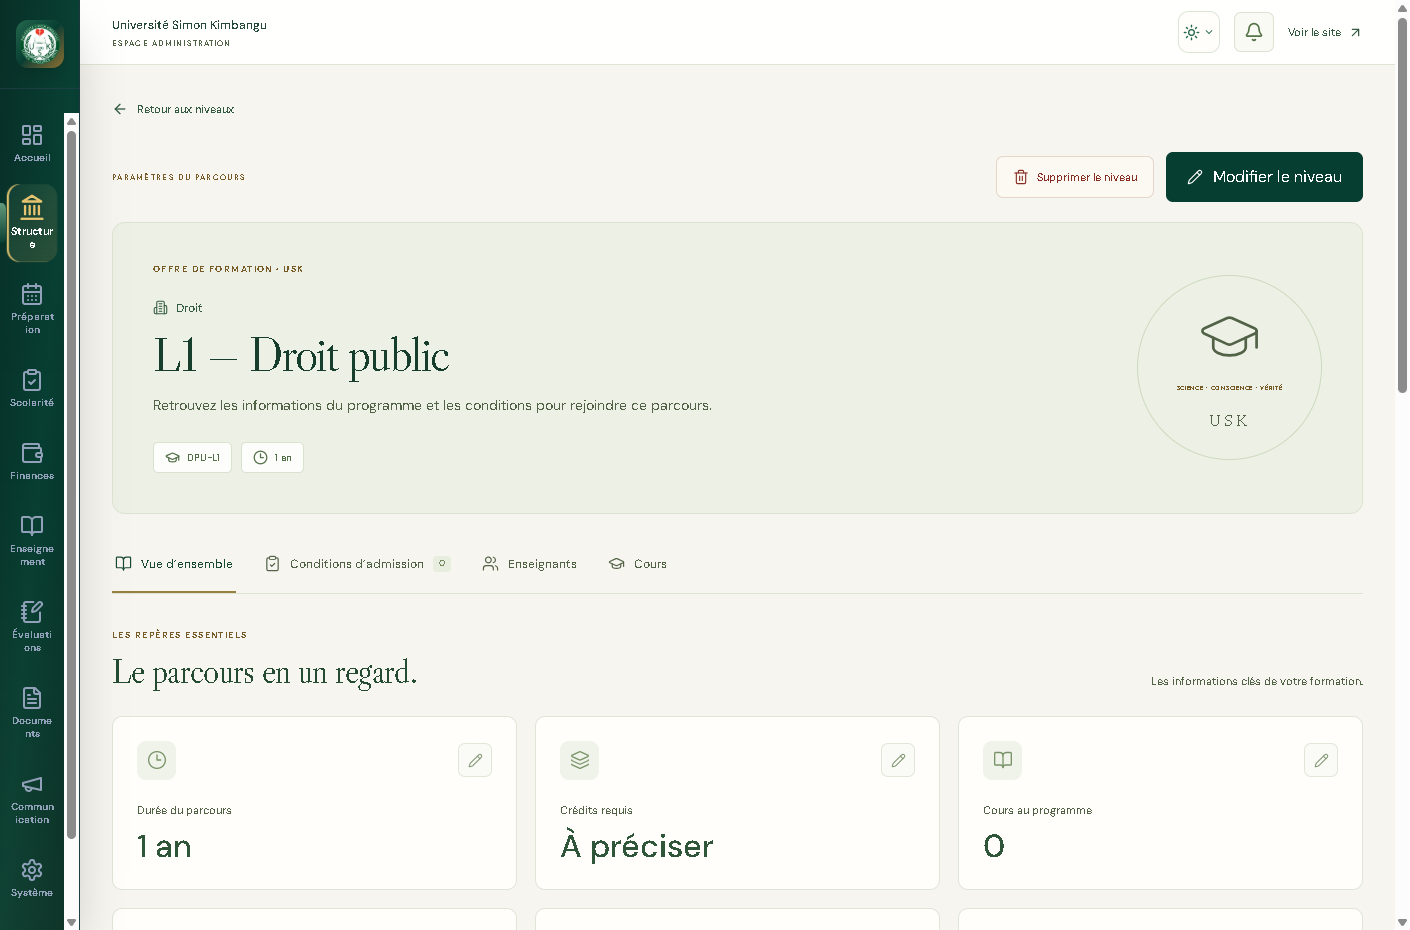 Université Simon Kimbangu
ESPACE ADMINISTRATION
Voir le site
Accueil
Structur
e
Préparat
ion
Scolarité
Finances
Enseigne
ment
Évaluati
ons
Docume
nts
Commun
ication
Système
Retour aux niveaux
PARAMÈTRES DU PARCOURS
Supprimer le niveau
Modifier le niveau
OFFRE DE FORMATION · USK
Droit
L1 — Droit public
Retrouvez les informations du programme et les conditions pour rejoindre ce parcours.
DPU-L1
1 an
SCIENCE · CONSCIENCE · VÉRITÉ
USK
Vue d'ensemble
Conditions d'admission 0
Enseignants
Cours
LES REPÈRES ESSENTIELS
Le parcours en un regard.
Les informations clés de votre formation.
Durée du parcours
1 an
Crédits requis
À préciser
Cours au programme
0